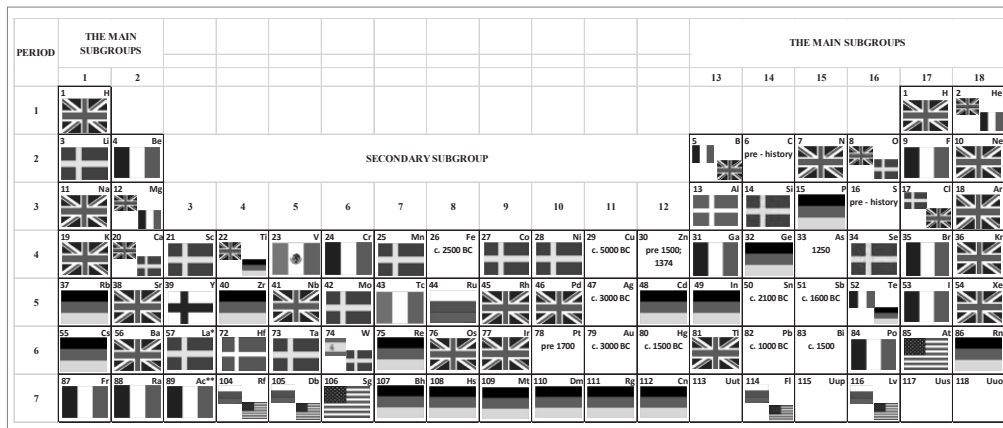 THE MAIN SUBGROUPS
THE MAIN SUBGROUPS
PERIOD
1 2 13 14 15 16 17 18
1
1 H 1 H 2 He
2
3 Li 4 Be 5 B 6 C 7 N 8 O 9 F 10 Ne
SECONDARY SUBGROUP
pre - history
3
11 Na 12 Mg 13 Al 14 Si 15 P 16 S 17 Cl 18 Ar
3 4 5 6 7 8 9 10 11 12
pre - history
4
19 K 20 Ca 21 Sc 22 Ti 23 V 24 Cr 25 Mn 26 Fe 27 Co 28 Ni 29 Cu 30 Zn 31 Ga 32 Ge 33 As 34 Se 35 Br 36 Kr
c. 2500 BC c. 5000 BC pre 1500; 1250
1374
5
37 Rb 38 Sr 39 Y 40 Zr 41 Nb 42 Mo 43 Tc 44 Ru 45 Rh 46 Pd 47 Ag 48 Cd 49 In 50 Sn 51 Sb 52 Te 53 I 54 Xe
c. 3000 BC c. 2100 BC c. 1600 BC
6
55 Cs 56 Ba 57 La* 72 Hf 73 Ta 74 W 75 Re 76 Os 77 Ir 78 Pt 79 Au 80 Hg 81 Tl 82 Pb 83 Bi 84 Po 85 At 86 Rn
pre 1700 c. 3000 BC c. 1500 BC c. 1000 BC c. 1500
7
87 Fr 88 Ra 89 Ac** 104 Rf 105 Db 106 Sg 107 Bh 108 Hs 109 Mt 110 Dm 111 Rg 112 Cn 113 Uut 114 Fl 115 Uup 116 Lv 117 Uus 118 Uuo